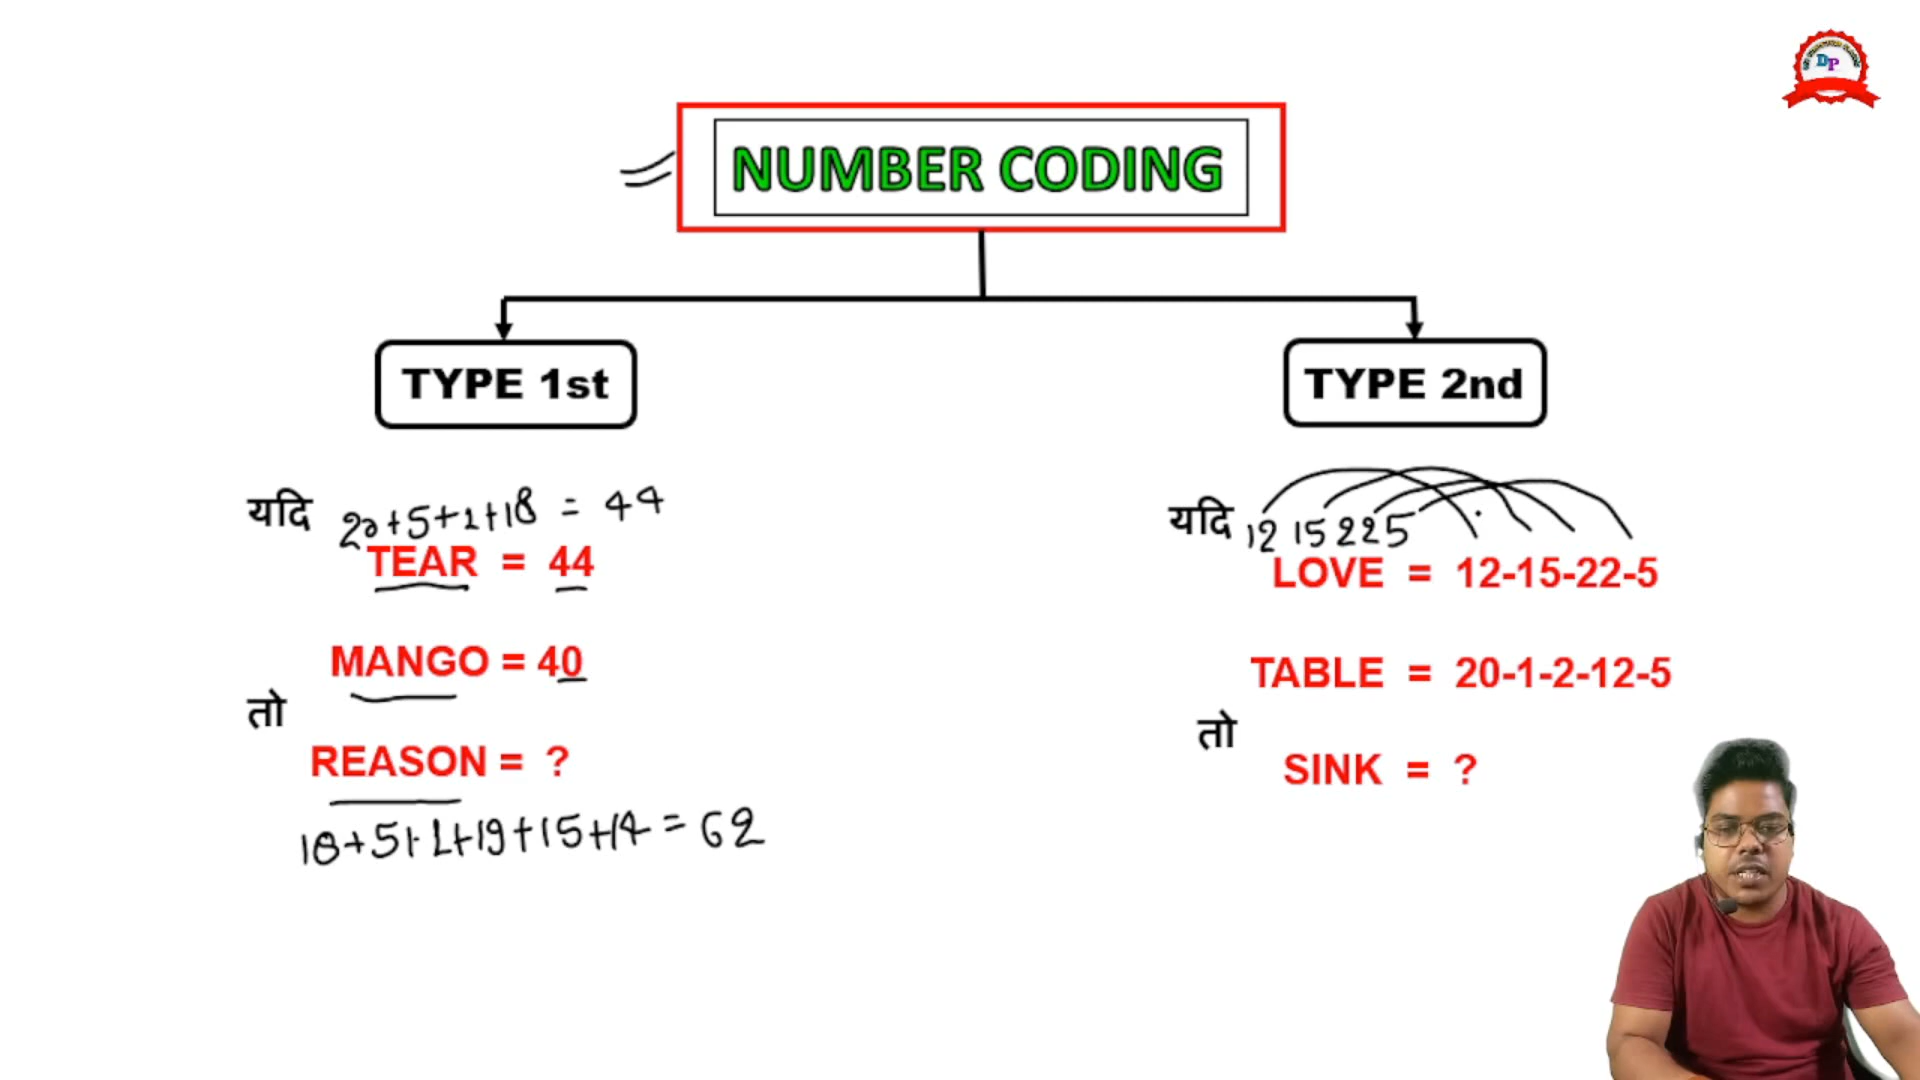 DP
NUMBER CODING
TYPE 1st
यदि 20+5+1+18 = 44
TEAR = 44
MANGO = 40
तो
REASON = ?
18+5+1+19+15+14 = 62
TYPE 2nd
यदि 12 15 22 5
LOVE = 12-15-22-5
TABLE = 20-1-2-12-5
तो
SINK = ?